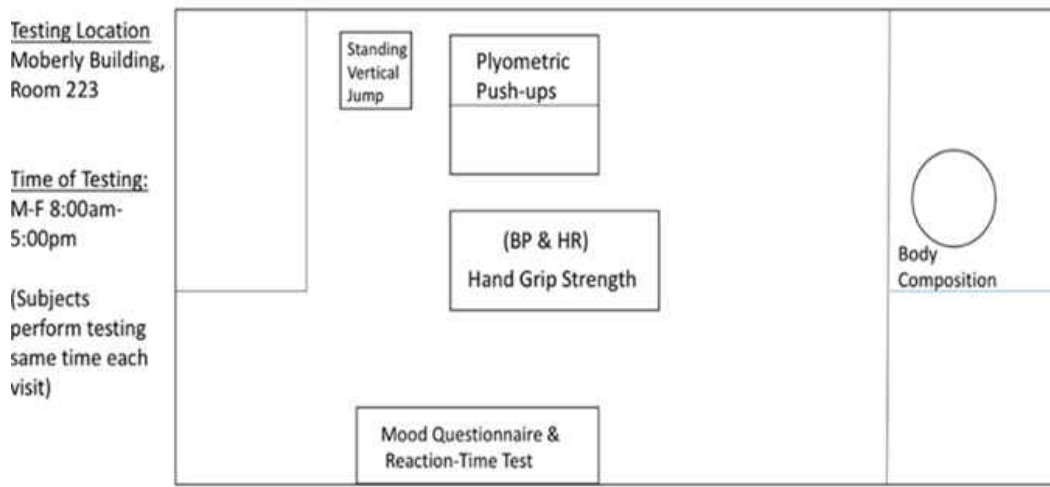 Testing Location
Moberly Building,
Room 223
Time of Testing:
M-F 8:00am-
5:00pm
(Subjects
perform testing
same time each
visit)
Standing
Vertical
Jump
Plyometric
Push-ups
(BP & HR)
Hand Grip Strength
Body
Composition
Mood Questionnaire &
Reaction-Time Test